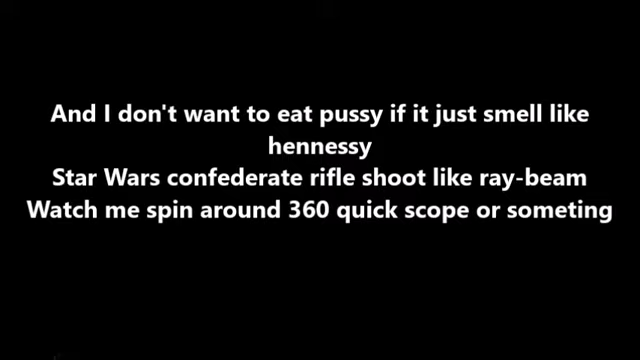 And I don't want to eat pussy if it just smell like
hennessy
Star Wars confederate rifle shoot like ray-beam
Watch me spin around 360 quick scope or someting